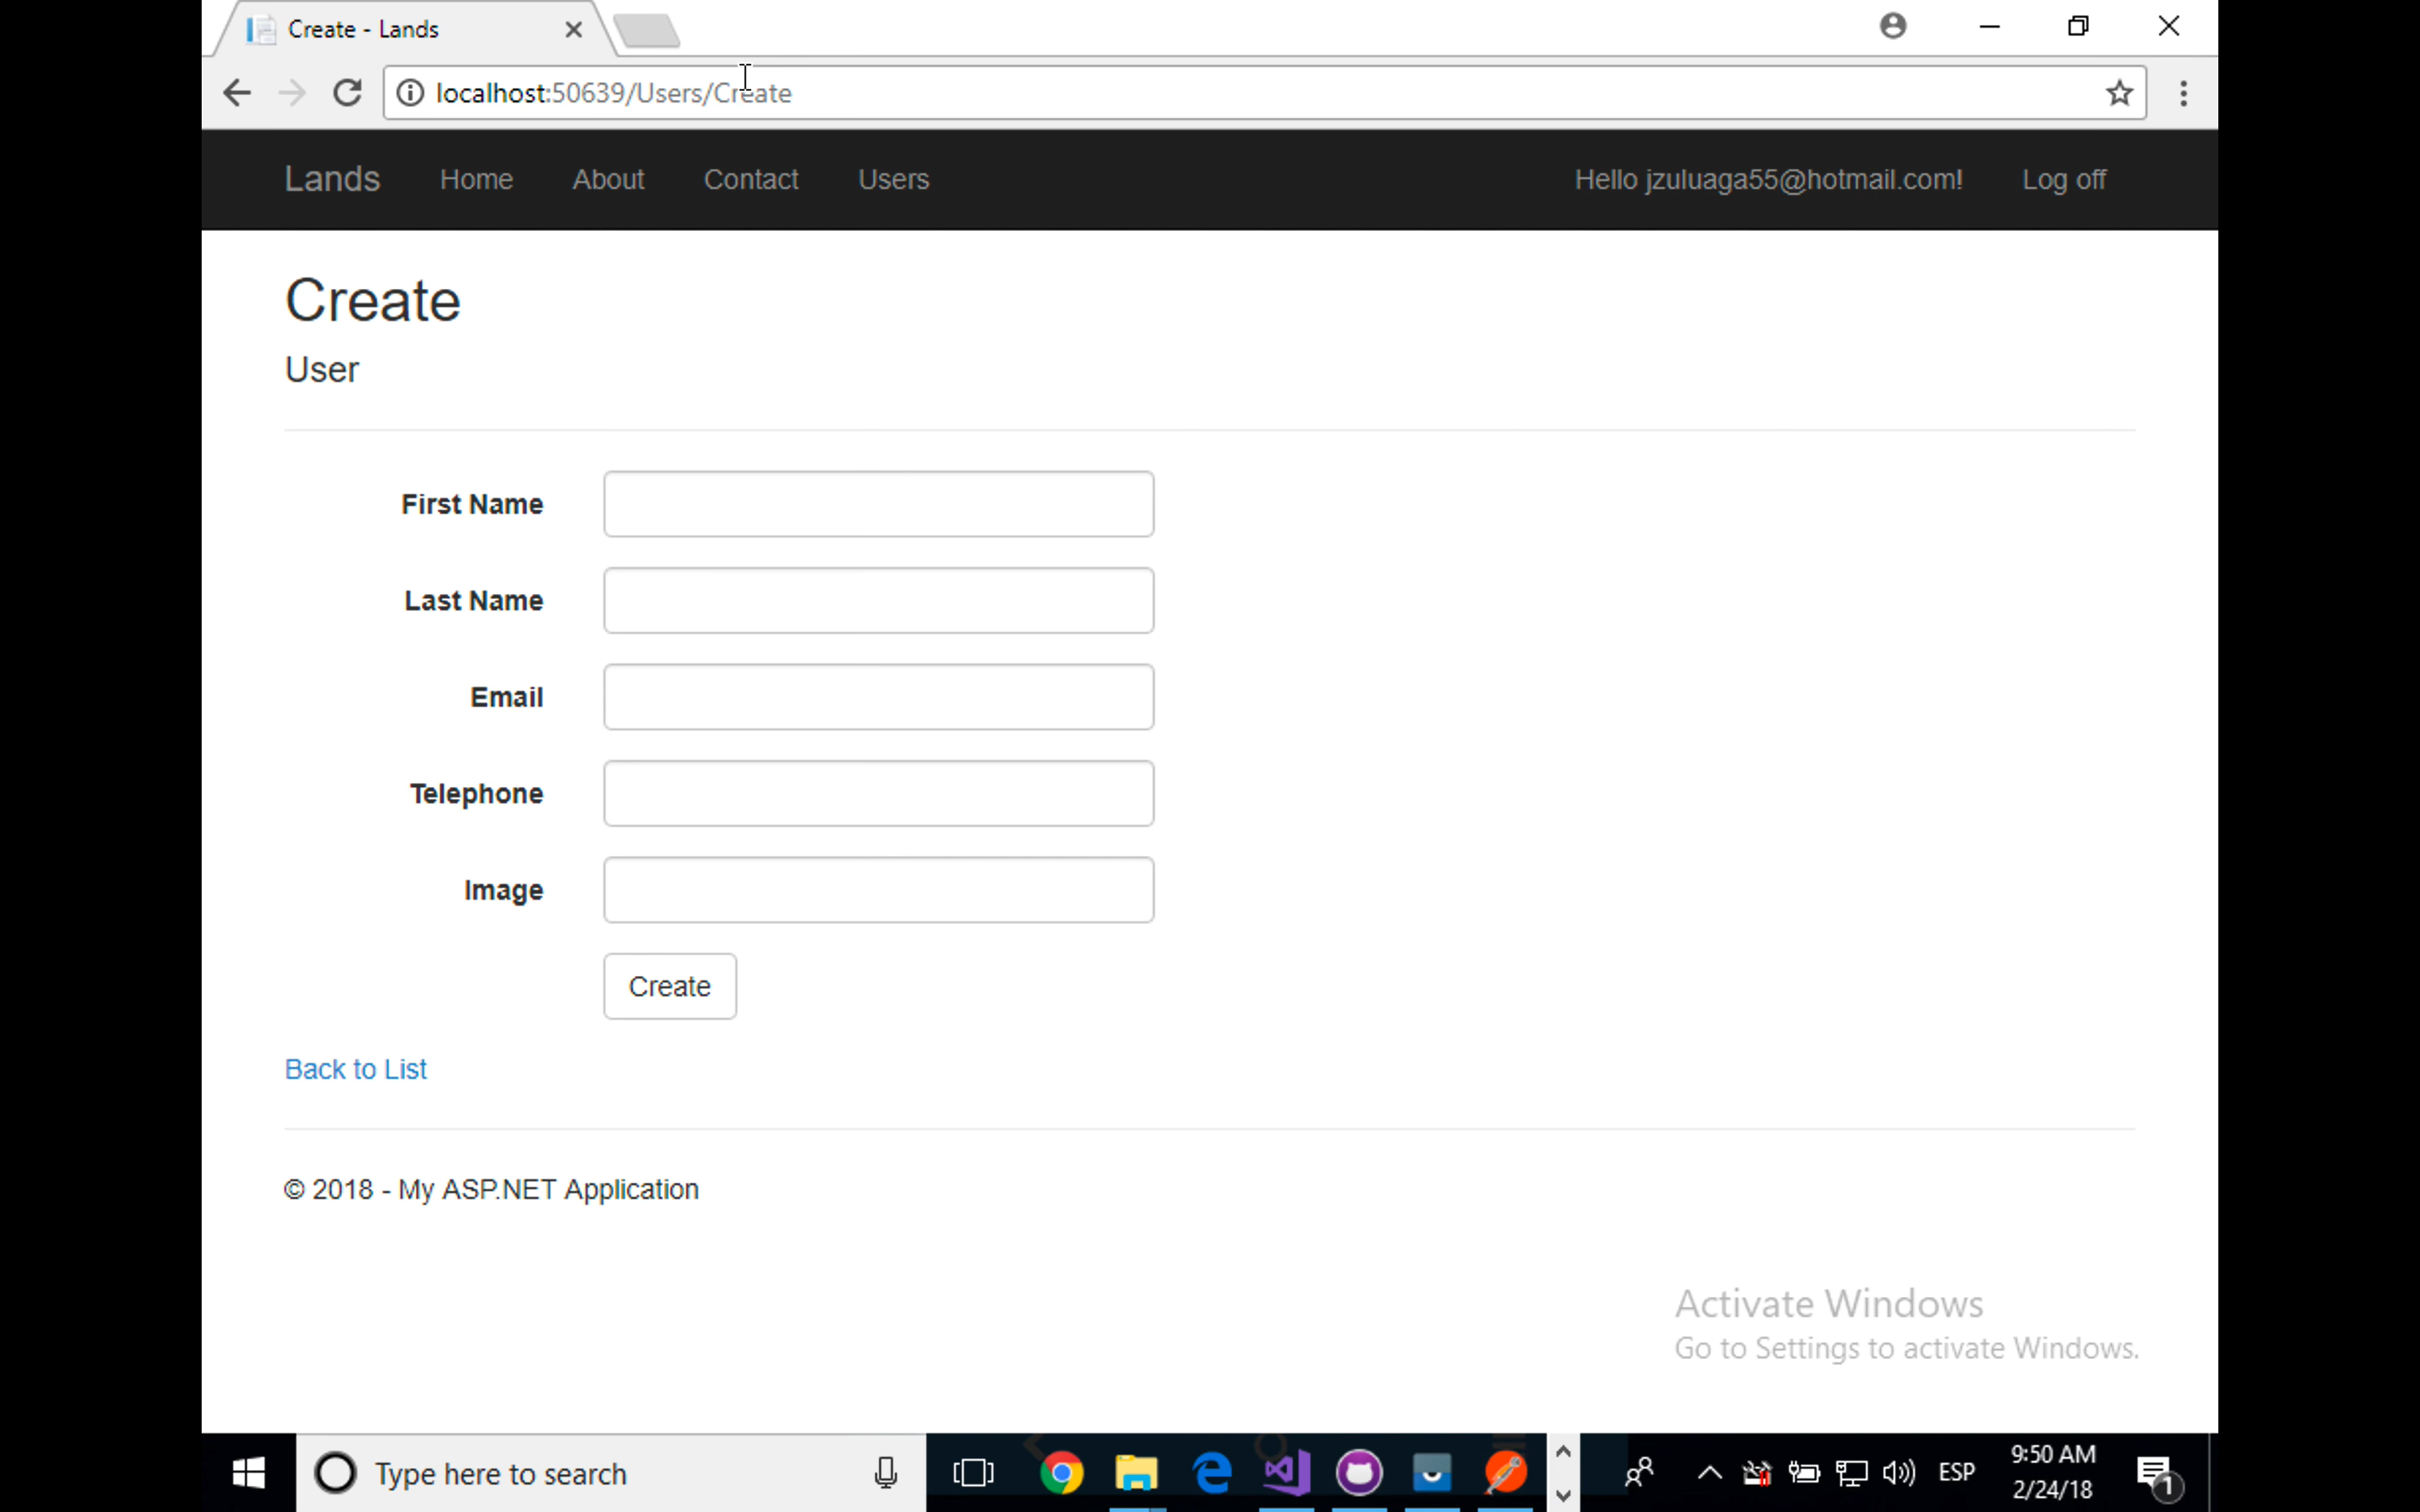 Create - Lands
localhost:50639/Users/Create
Lands Home About Contact Users Hello jzuluaga55@hotmail.com! Log off
Create
User
First Name
Last Name
Email
Telephone
Image
Create
Back to List
© 2018 - My ASP.NET Application
Activate Windows
Go to Settings to activate Windows.
Type here to search
ESP
9:50 AM
2/24/18
1